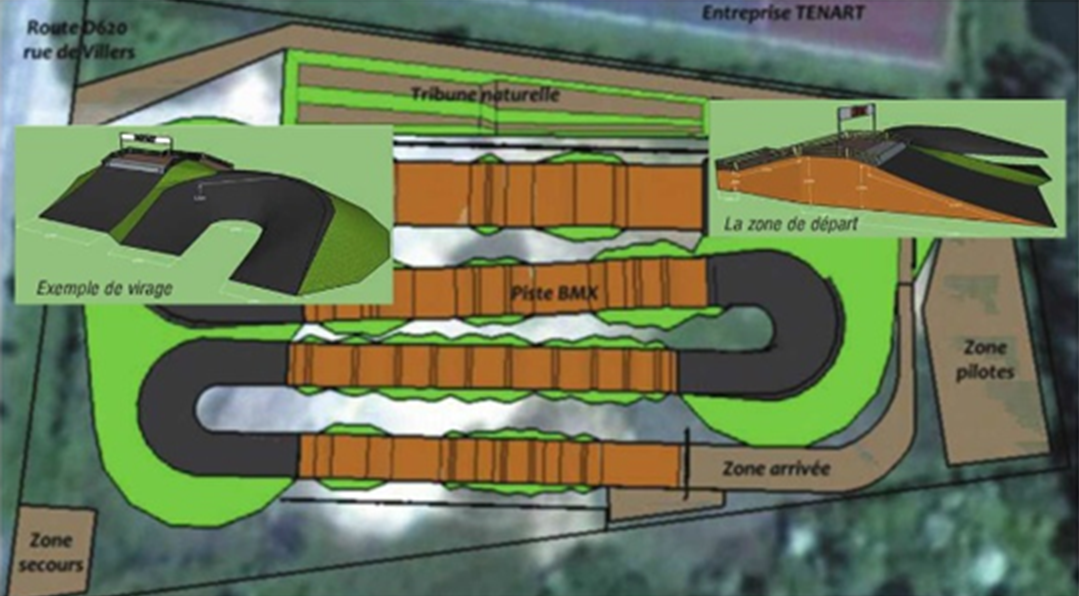 Entreprise TENART
Route D620
rue de Villers
Tribune naturelle
La zone de départ
Exemple de virage
Piste BMX
Zone
pilotes
Zone arrivée
Zone
secours